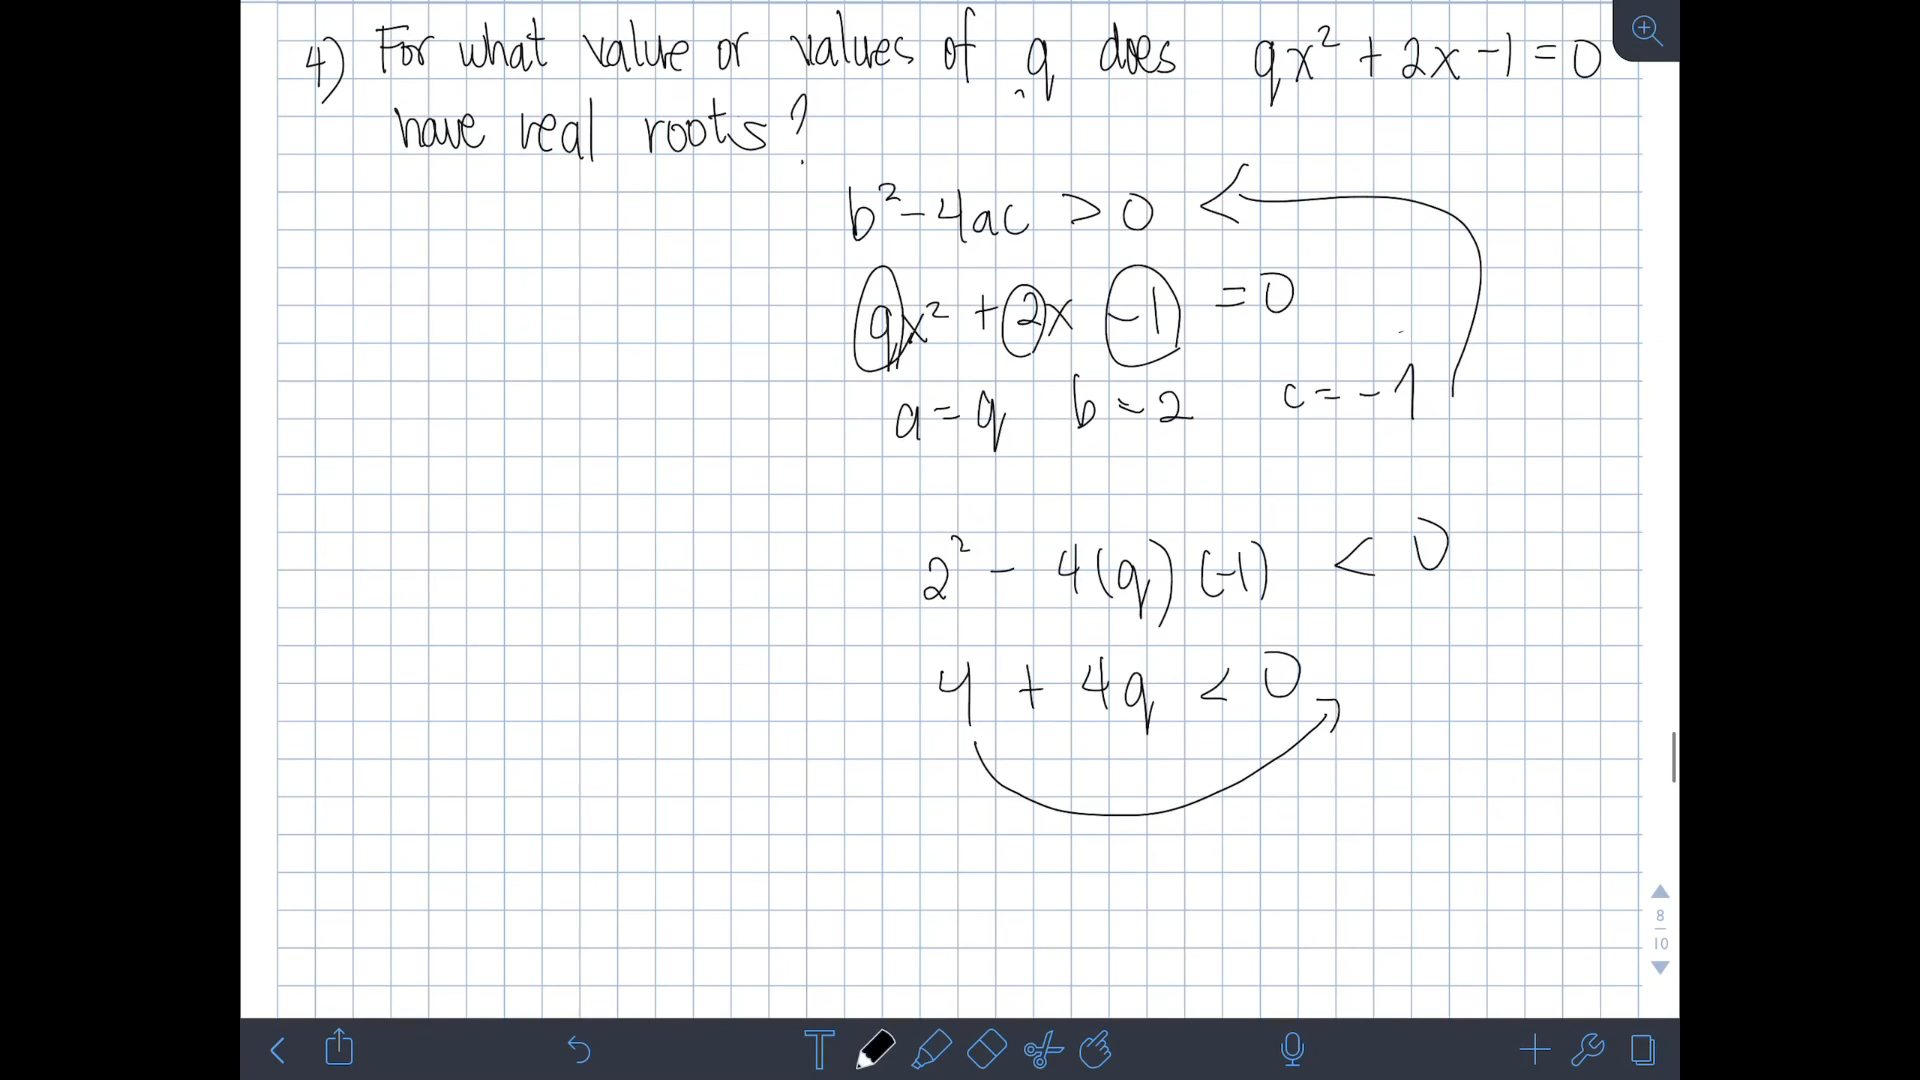 4) For what value or values of q does qx² + 2x - 1 = 0
have real roots?
b² - 4ac > 0
qx² + 2x - 1 = 0
a = q b = 2 c = - 1
2² - 4(q)(-1) < 0
4 + 4q < 0
8
10
T